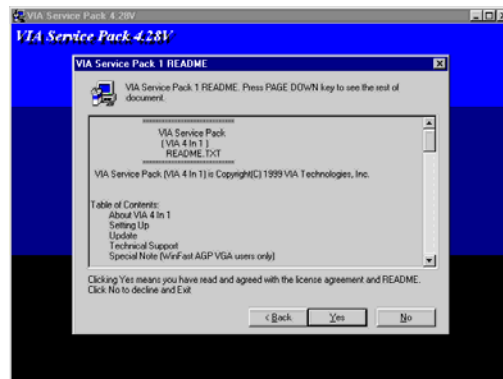 VIA Service Pack 4.28V
VIA Service Pack 4.28V
VIA Service Pack 1 README
VIA Service Pack 1 README. Press PAGE DOWN key to see the rest of
document.
==========================
VIA Service Pack
( VIA 4 In 1 )
README.TXT
==========================
VIA Service Pack (VIA 4 In 1) is Copyright(C) 1999 VIA Technologies, Inc.
Table of Contents:
About VIA 4 in 1
Setting Up
Update
Technical Support
Special Note (WinFast AGP VGA users only)
Clicking Yes means you have read and agreed with the license agreement and README.
Click No to decline and Exit
< Back
Yes
No